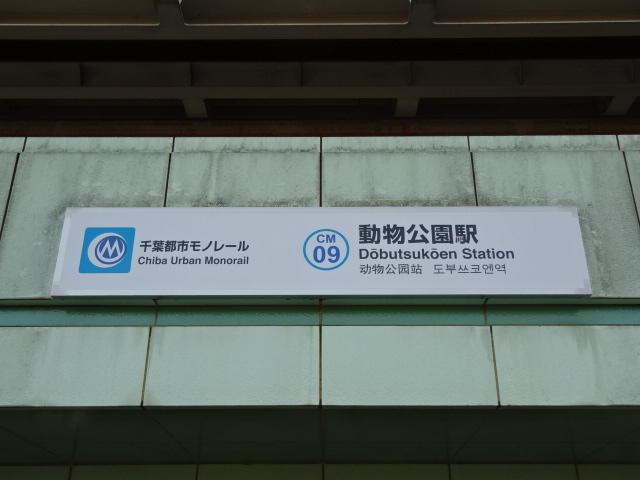 千葉都市モノレール
Chiba Urban Monorail
CM
09
動物公園駅
Dōbutsukōen Station
动物公园站 도부쓰코엔역